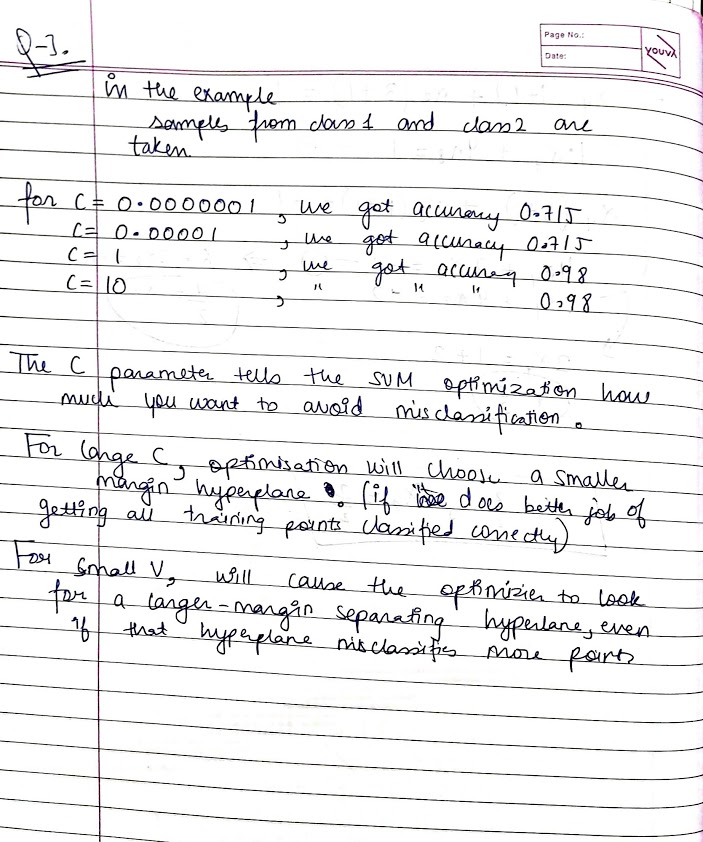 Q-3.
Page No.:
Date:
YOUVA
in the example
samples from class 1 and class 2 are
taken.
for C = 0.0000001 , we got accuracy 0.715
C = 0.00001 , we got accuracy 0.715
C = 1 , we got accuracy 0.98
C = 10 , " " " 0.98
The C parameter tells the SVM optimization how
much you want to avoid misclassification.
For large C, optimisation will choose a smaller
margin hyperplane. (if does better job of
getting all training points classified correctly)
For small V, will cause the optimizier to look
for a larger-margin separating hyperlane, even
if that hyperplane misclassifies more points